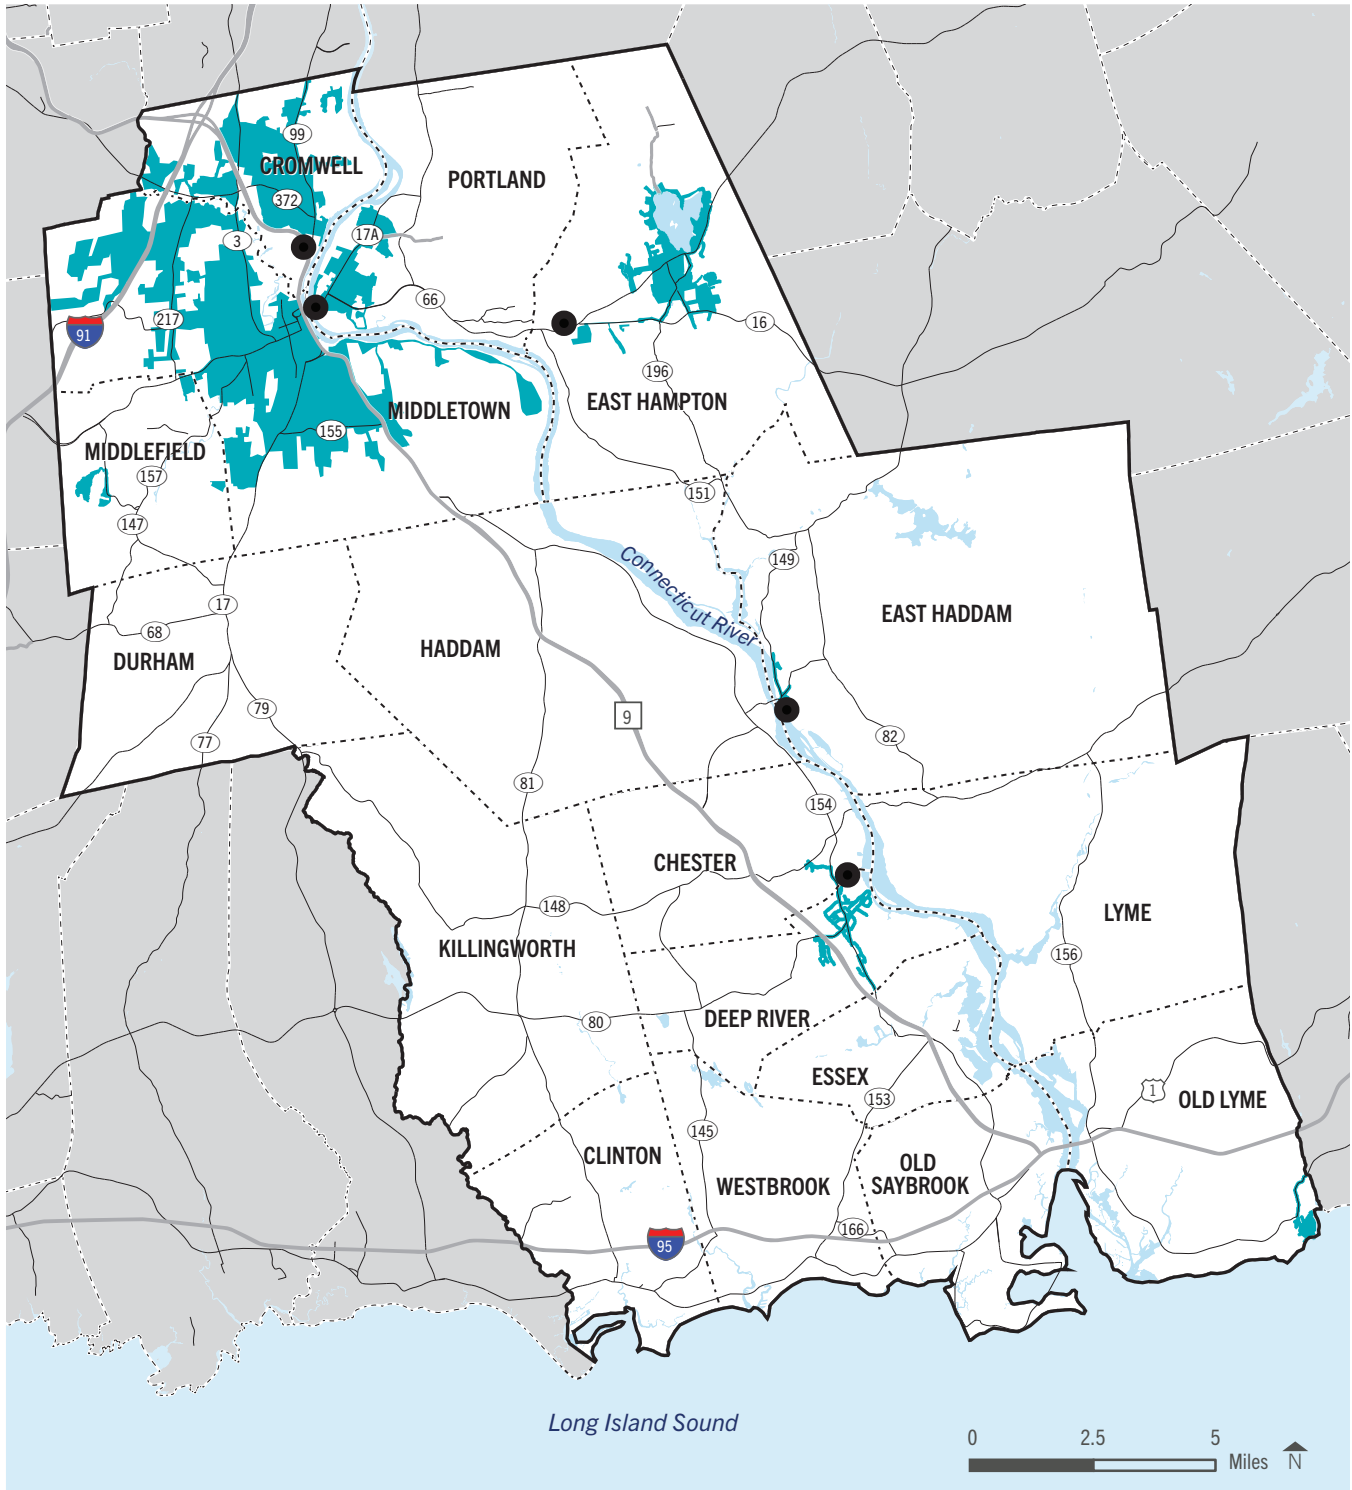 99
CROMWELL
PORTLAND
372
17A
3
66
217
91
16
196
EAST HAMPTON
MIDDLETOWN
155
MIDDLEFIELD
157
151
147
149
Connecticut River
17
EAST HADDAM
68
DURHAM
HADDAM
79
9
77
82
81
154
CHESTER
148
LYME
KILLINGWORTH
156
80
DEEP RIVER
ESSEX
1
153
OLD LYME
145
CLINTON
OLD
SAYBROOK
WESTBROOK
166
95
Long Island Sound
0 2.5 5
Miles N